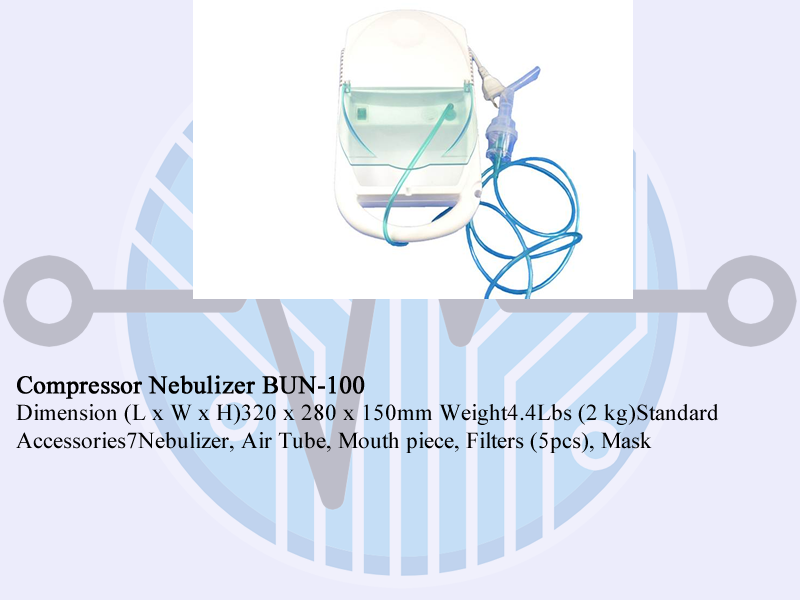 Compressor Nebulizer BUN-100
Dimension (L x W x H)320 x 280 x 150mm Weight4.4Lbs (2 kg)Standard
Accessories7Nebulizer, Air Tube, Mouth piece, Filters (5pcs), Mask